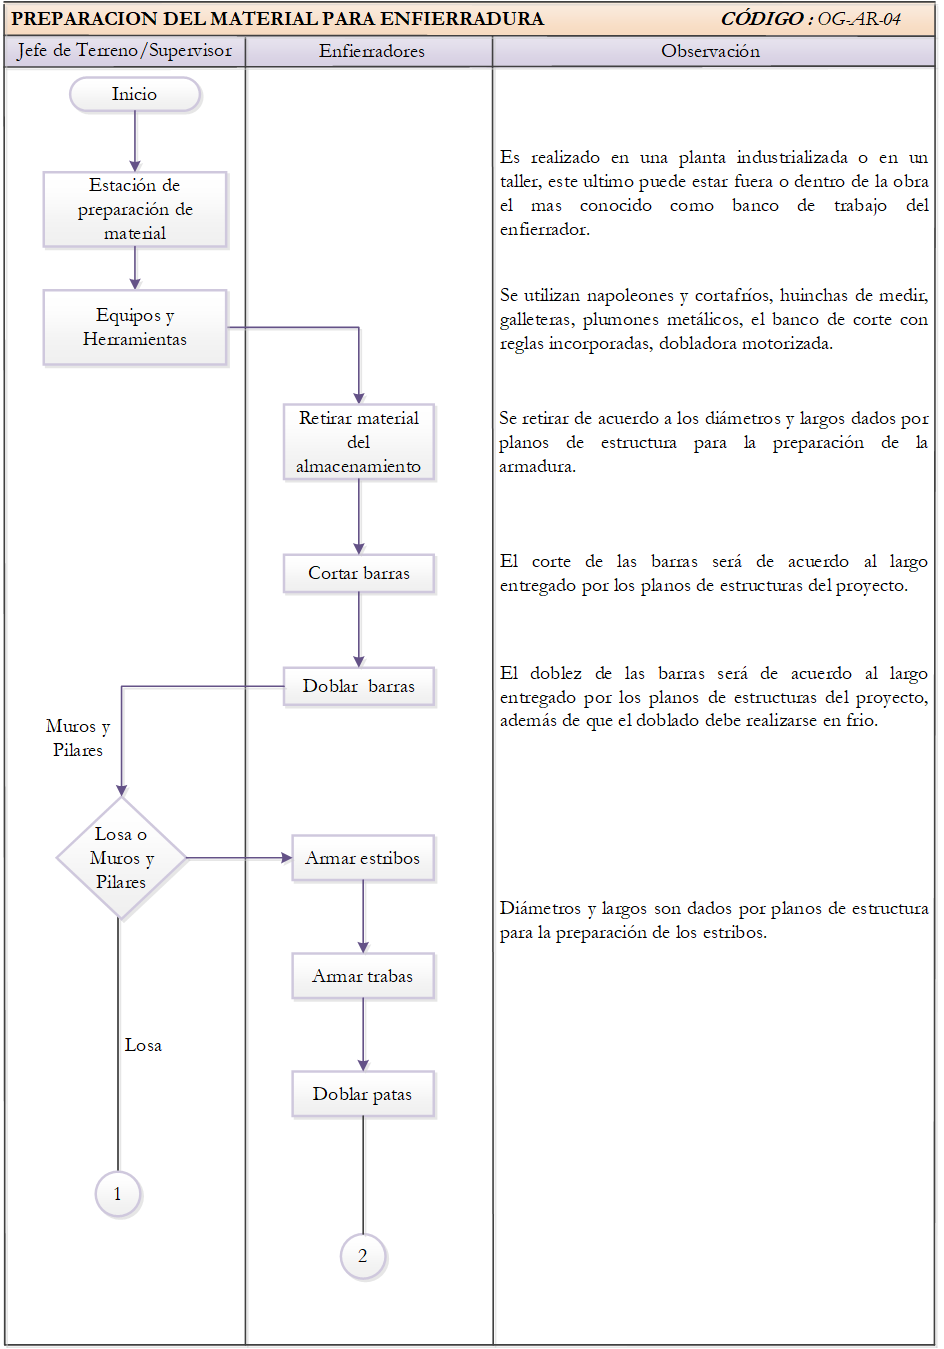 PREPARACION DEL MATERIAL PARA ENFIERRADURA
CÓDIGO : OG-AR-04
Jefe de Terreno/Supervisor
Enfierradores
Observación
Inicio
Estación de
preparación de
material
Es realizado en una planta industrializada o en un
taller, este ultimo puede estar fuera o dentro de la obra
el mas conocido como banco de trabajo del
enfierrador.
Equipos y
Herramientas
Se utilizan napoleones y cortafríos, huinchas de medir,
galleteras, plumones metálicos, el banco de corte con
reglas incorporadas, dobladora motorizada.
Retirar material
del
almacenamiento
Se retirar de acuerdo a los diámetros y largos dados por
planos de estructura para la preparación de la
armadura.
Cortar barras
El corte de las barras será de acuerdo al largo
entregado por los planos de estructuras del proyecto.
Doblar barras
El doblez de las barras será de acuerdo al largo
entregado por los planos de estructuras del proyecto,
además de que el doblado debe realizarse en frio.
Muros y
Pilares
Losa o
Muros y
Pilares
Armar estribos
Diámetros y largos son dados por planos de estructura
para la preparación de los estribos.
Armar trabas
Losa
Doblar patas
1
2